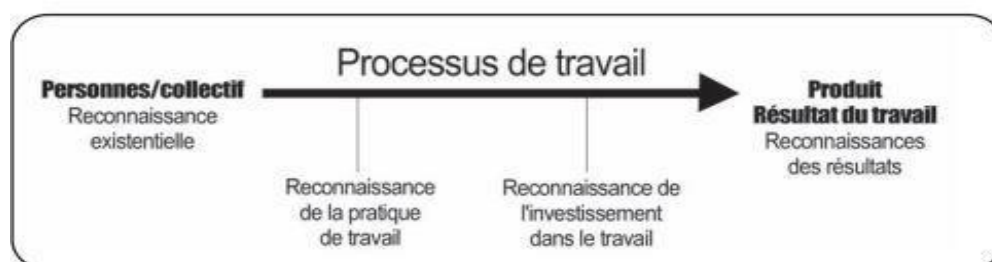 Processus de travail
Personnes/collectif
Reconnaissance
existentielle
Produit
Résultat du travail
Reconnaissances
des résultats
Reconnaissance
de la pratique
de travail
Reconnaissance de
l'investissement
dans le travail